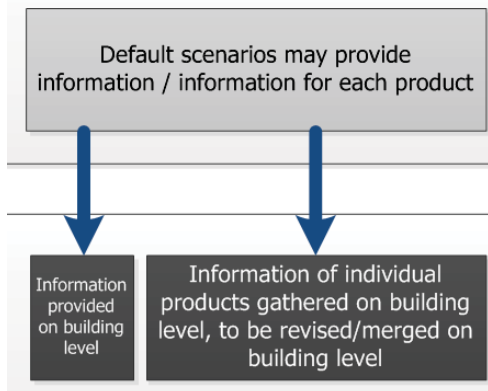 Default scenarios may provide
information / information for each product
Information
provided
on building
level
Information of individual
products gathered on building
level, to be revised/merged on
building level